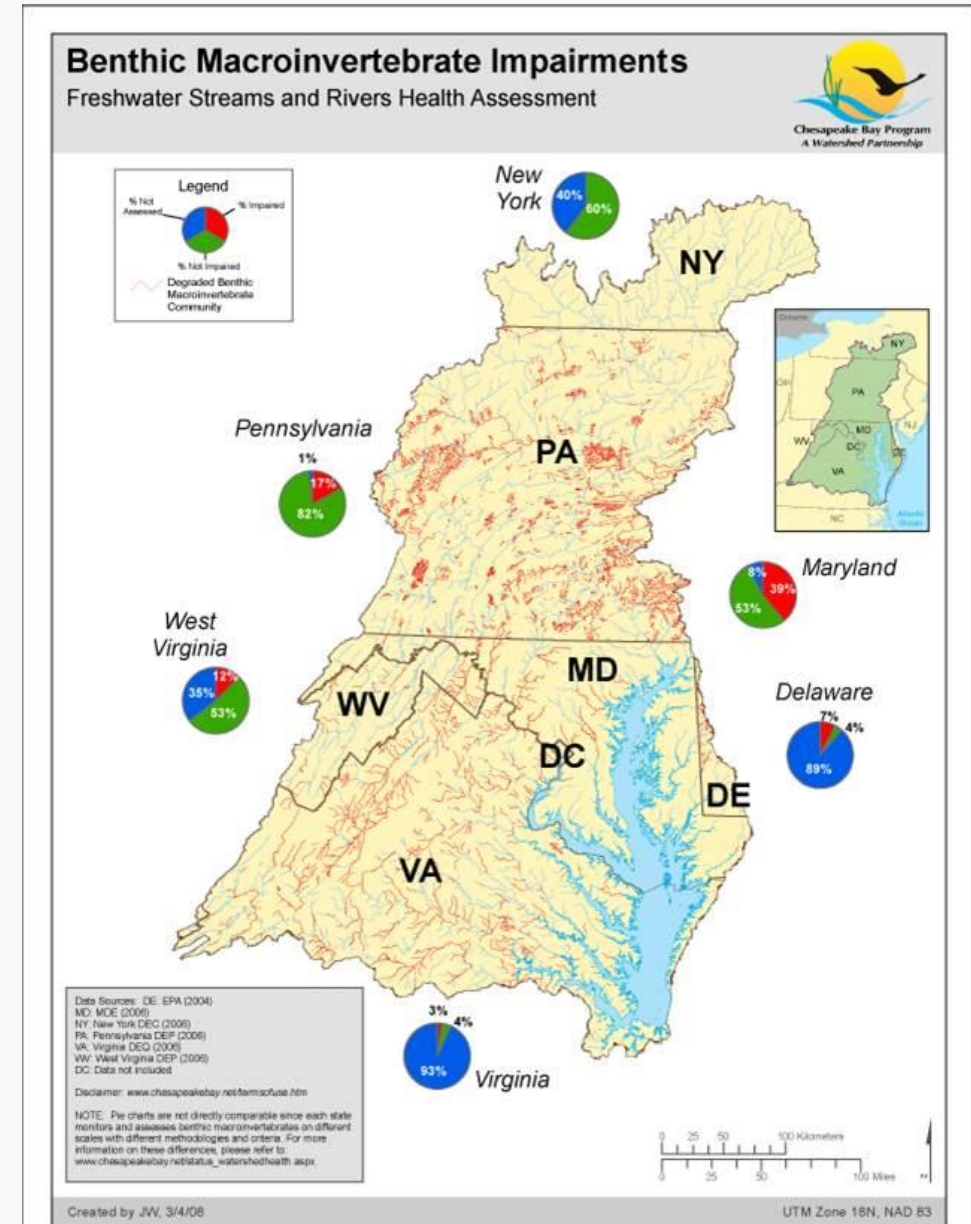 Benthic Macroinvertebrate Impairments
Freshwater Streams and Rivers Health Assessment
Chesapeake Bay Program
A Watershed Partnership
Legend
% Not
Assessed
% Impaired
% Not Impaired
Degraded Benthic
Macroinvertebrate
Community
New
York
40%
60%
NY
Ontario
NY
OH
PA
NJ
MD
WV
DC
DE
VA
NC
Atlantic
Ocean
Pennsylvania
1%
17%
82%
PA
Maryland
8%
39%
53%
West
Virginia
12%
35%
53%
WV
MD
DC
DE
VA
Delaware
7%
4%
89%
3%
4%
93%
Virginia
Data Sources: DE: EPA (2004)
MD: MDE (2006)
NY: New York DEC (2006)
PA: Pennsylvania DEP (2006)
VA: Virginia DEQ (2006)
WV: West Virginia DEP (2006)
DC: Data not included
Disclaimer: www.chesapeakebay.net/termsofuse.htm
NOTE: Pie charts are not directly comparable since each state
monitors and assesses benthic macroinvertebrates on different
scales with different methodologies and criteria. For more
information on these differences, please refer to
www.chesapeakebay.net/status_watershedhealth.aspx
0 25 50 100 Kilometers
0 25 50 100 Miles
N
Created by JW, 3/4/08
UTM Zone 18N, NAD 83